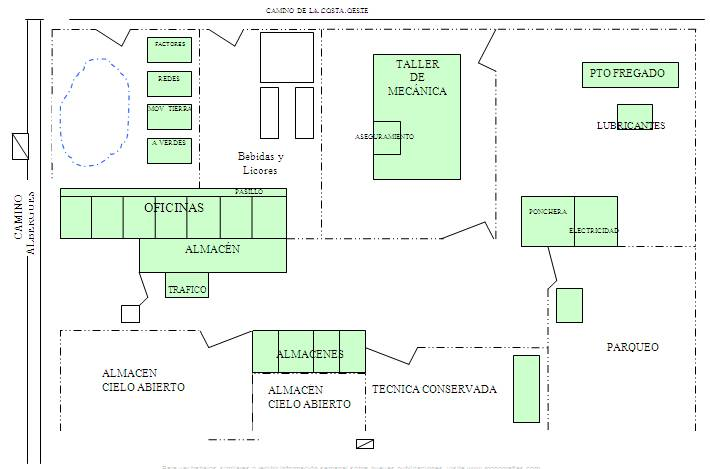 CAMINO DE LA COSTA.OESTE
FACTORES
REDES
MOV TIERRA
A VERDES
Bebidas y
Licores
TALLER
DE
MECÁNICA
ASEGURAMIENTO
PTO FREGADO
LUBRICANTES
CAMINO
ALBERGUES
PASILLO
OFICINAS
ALMACÉN
TRAFICO
PONCHERA
ELECTRICIDAD
ALMACEN
CIELO ABIERTO
ALMACENES
ALMACEN
CIELO ABIERTO
TECNICA CONSERVADA
PARQUEO